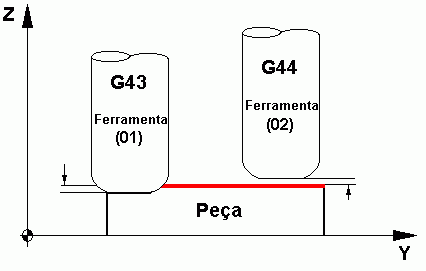 Z
G43
Ferramenta
(01)
G44
Ferramenta
(02)
Peça
Y